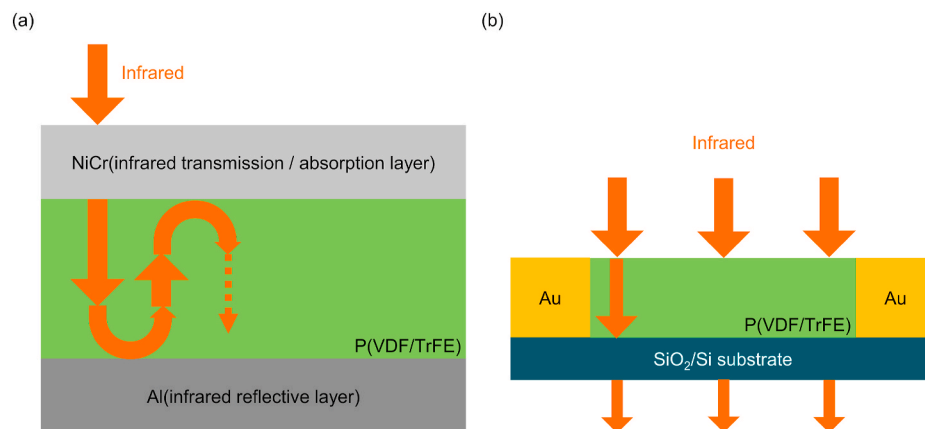 (a)
Infrared
NiCr(infrared transmission / absorption layer)
P(VDF/TrFE)
Al(infrared reflective layer)
(b)
Infrared
Au
Au
P(VDF/TrFE)
SiO₂/Si substrate